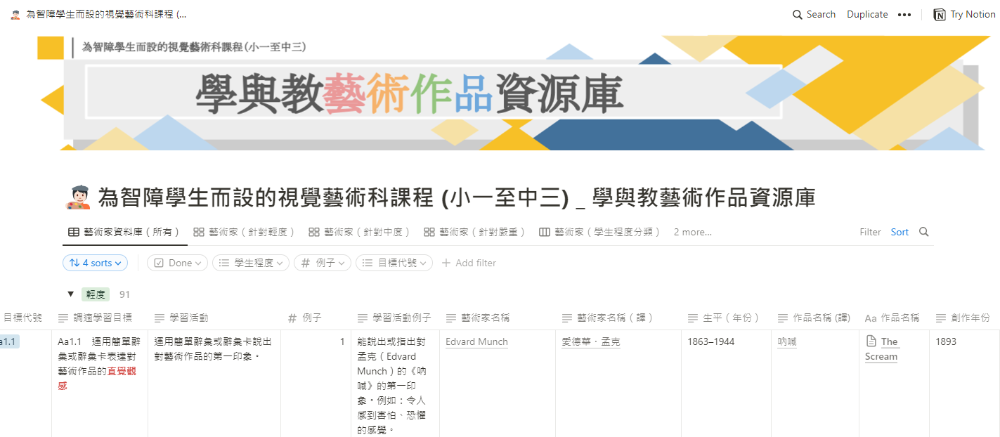 為智障學生而設的視覺藝術科課程 (...
Search
Duplicate
Try Notion
為智障學生而設的視覺藝術科課程(小一至中三)
學與教藝術作品資源庫
為智障學生而設的視覺藝術科課程 (小一至中三) _ 學與教藝術作品資源庫
藝術家資料庫（所有）
藝術家（針對輕度）
藝術家（針對中度）
藝術家（針對嚴重）
藝術家（學生程度分類）
2 more...
Filter
Sort
4 sorts
Done
學生程度
# 例子
目標代號
+ Add filter
輕度 91
目標代號
調適學習目標
學習活動
# 例子
學習活動例子
藝術家名稱
藝術家名稱（譯）
生平（年份）
作品名稱 (譯)
Aa 作品名稱
創作年份
a1.1
Aa1.1　運用簡單辭
彙或辭彙卡表達對
藝術作品的直覺觀
感
運用簡單辭彙或辭彙卡說出
對藝術作品的第一印象。
1
能說出或指出對
孟克（Edvard
Munch）的《吶
喊》的第一印
象。例如：令人
感到害怕、恐懼
的感覺。
Edvard Munch
愛德華．孟克
1863–1944
吶喊
The
Scream
1893